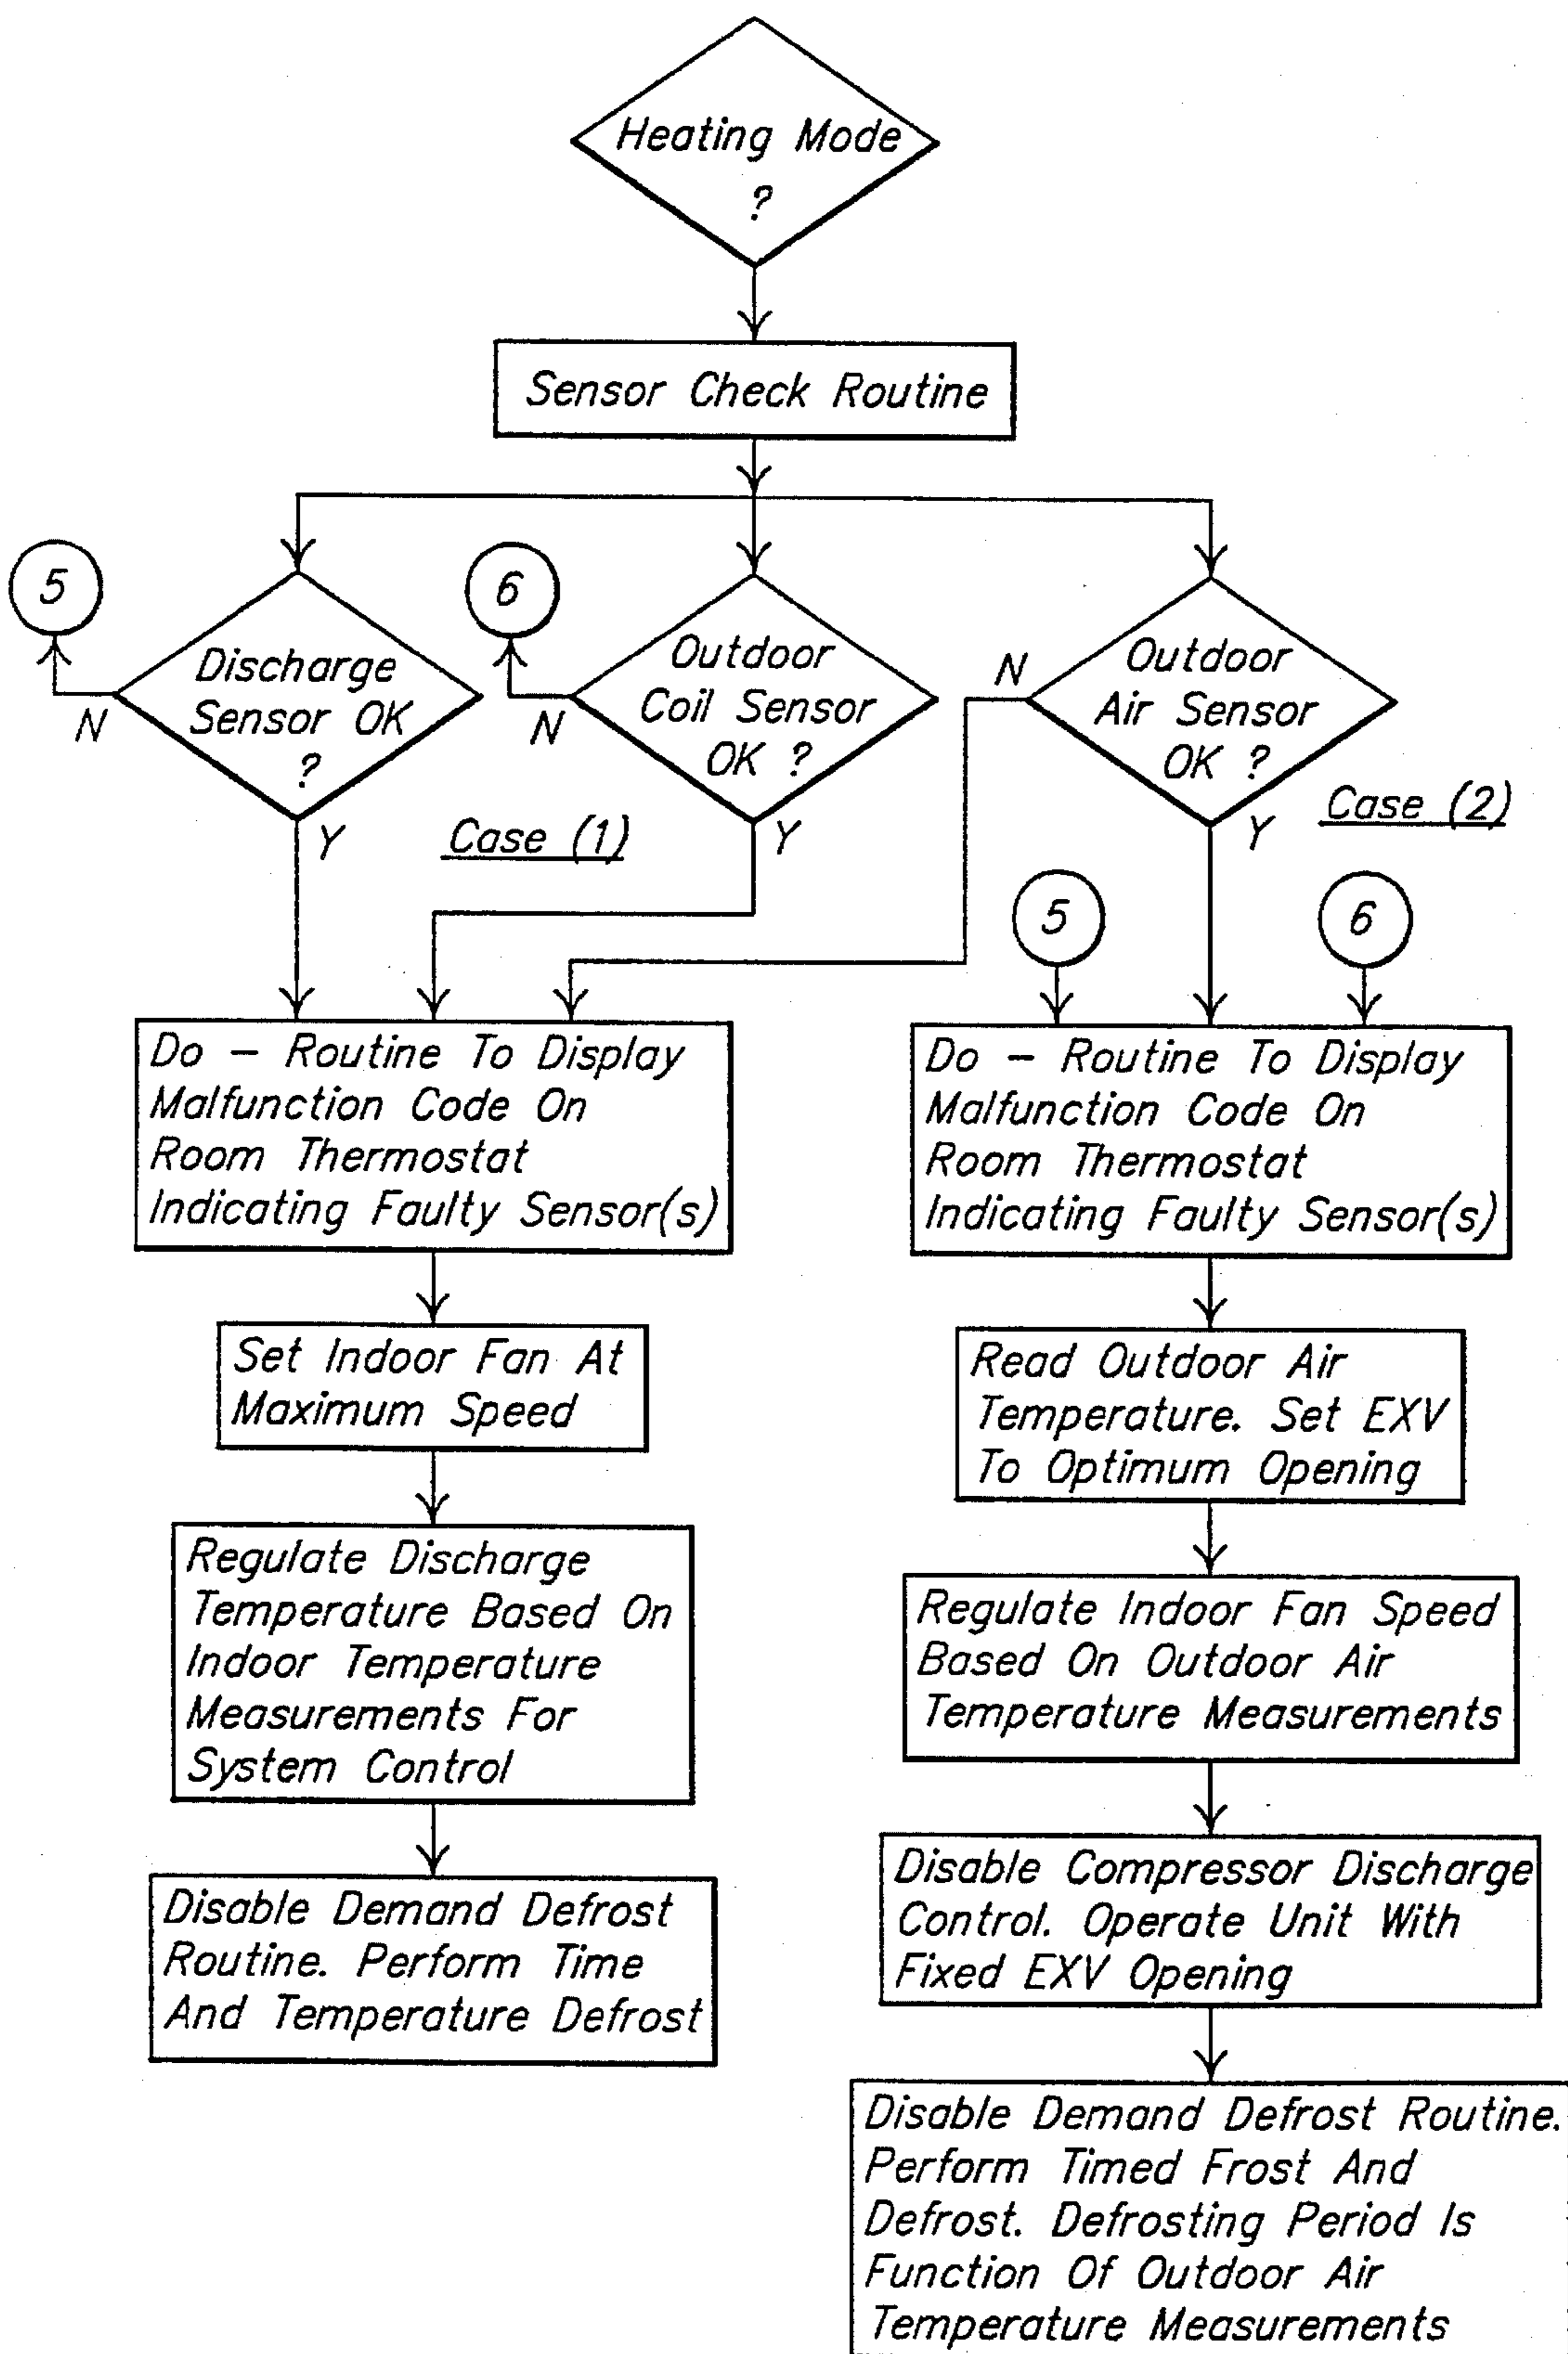 Heating Mode
?
Sensor Check Routine
5
6
Discharge
Sensor OK
?
N
Y
Outdoor
Coil Sensor
OK ?
N
Y
Outdoor
Air Sensor
OK ?
N
Y
Case (1)
Case (2)
5
6
Do – Routine To Display
Malfunction Code On
Room Thermostat
Indicating Faulty Sensor(s)
Set Indoor Fan At
Maximum Speed
Regulate Discharge
Temperature Based On
Indoor Temperature
Measurements For
System Control
Disable Demand Defrost
Routine. Perform Time
And Temperature Defrost
Do – Routine To Display
Malfunction Code On
Room Thermostat
Indicating Faulty Sensor(s)
Read Outdoor Air
Temperature. Set EXV
To Optimum Opening
Regulate Indoor Fan Speed
Based On Outdoor Air
Temperature Measurements
Disable Compressor Discharge
Control. Operate Unit With
Fixed EXV Opening
Disable Demand Defrost Routine.
Perform Timed Frost And
Defrost. Defrosting Period Is
Function Of Outdoor Air
Temperature Measurements